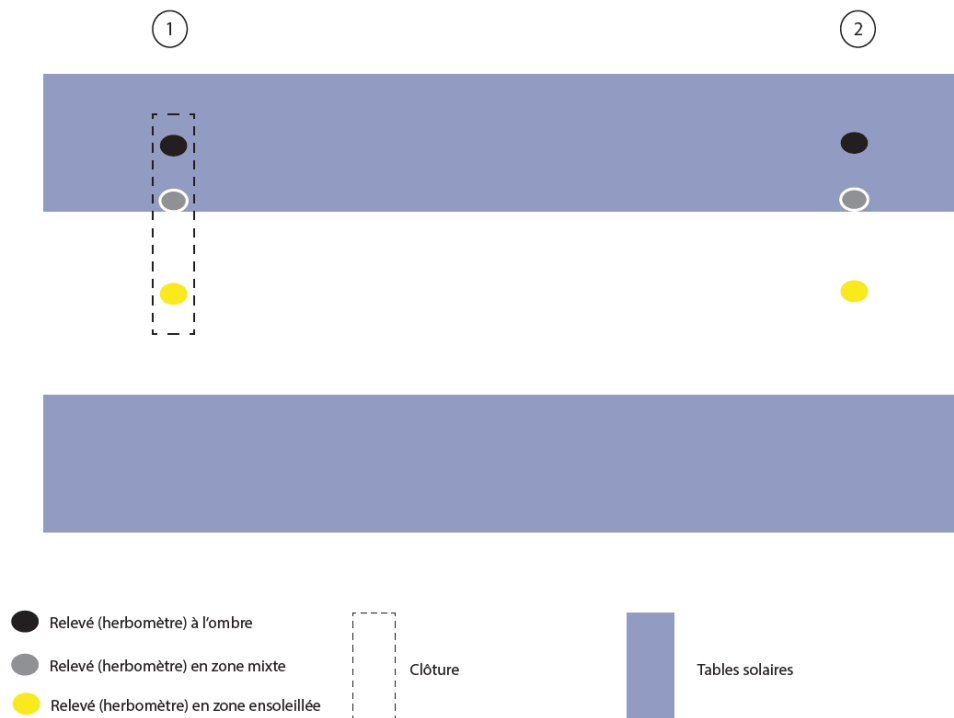 1
2
Relevé (herbomètre) à l'ombre
Relevé (herbomètre) en zone mixte
Relevé (herbomètre) en zone ensoleillée
Clôture
Tables solaires